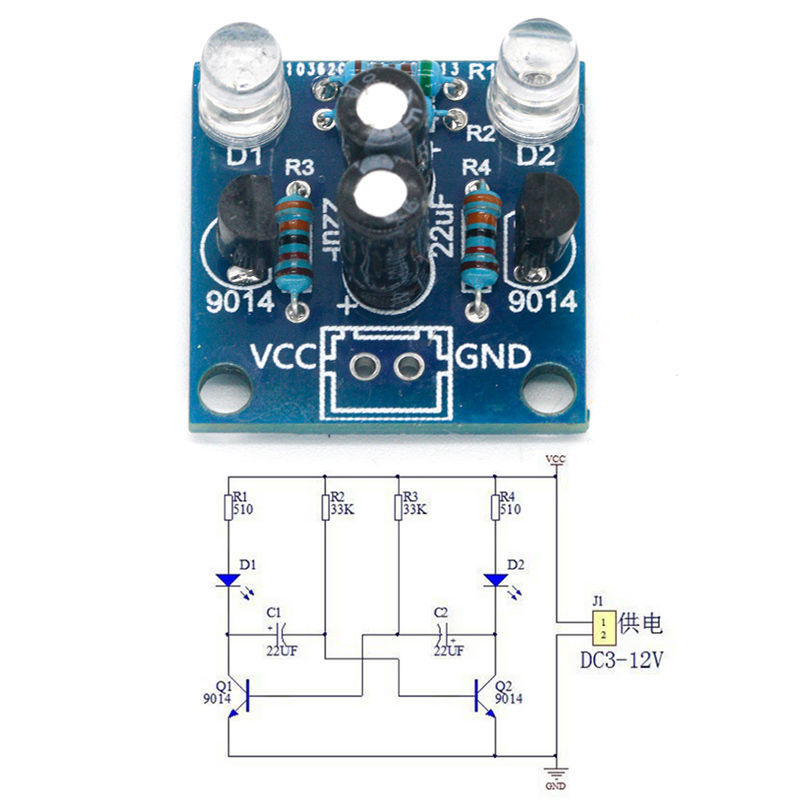 103620
13
R1
D1
D2
R2
R3
R4
22uF
22uF
9014
9014
+
VCC
GND
VCC
R1
510
R2
33K
R3
33K
R4
510
D1
D2
C1
+
22UF
C2
+
22UF
J1
1
2
供电
DC3-12V
Q1
9014
Q2
9014
GND